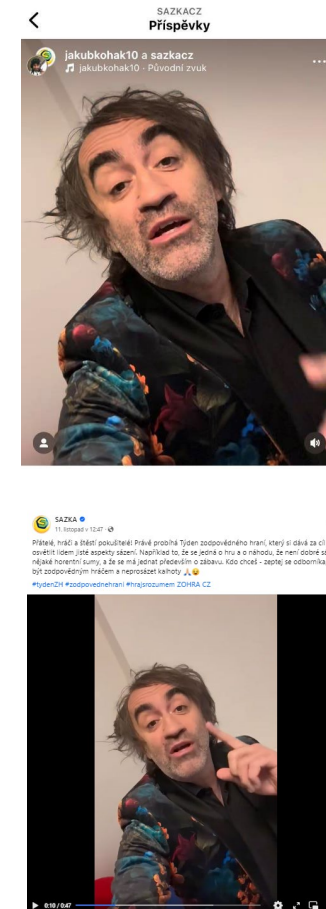 SAZKACZ
Příspěvky
jakubkohak10 a sazkacz
jakubkohak10 · Původní zvuk
SAZKA
11. listopad v 12:47 ·
Přátelé, hráči a štěstí pokušitelé! Právě probíhá Týden zodpovědného hraní, který si dává za cíl
osvětlit lidem jisté aspekty sázení. Například to, že se jedná o hru a o náhodu, že není dobré
nějaké horentní sumy, a že se má jednat především o zábavu. Kdo chceš - zeptej se odborníka,
být zodpovědným hráčem a neprosázet kalhoty
#tydenZH #zodpovednehrani #hrajsrozumem ZOHRA CZ
0:10 / 0:47